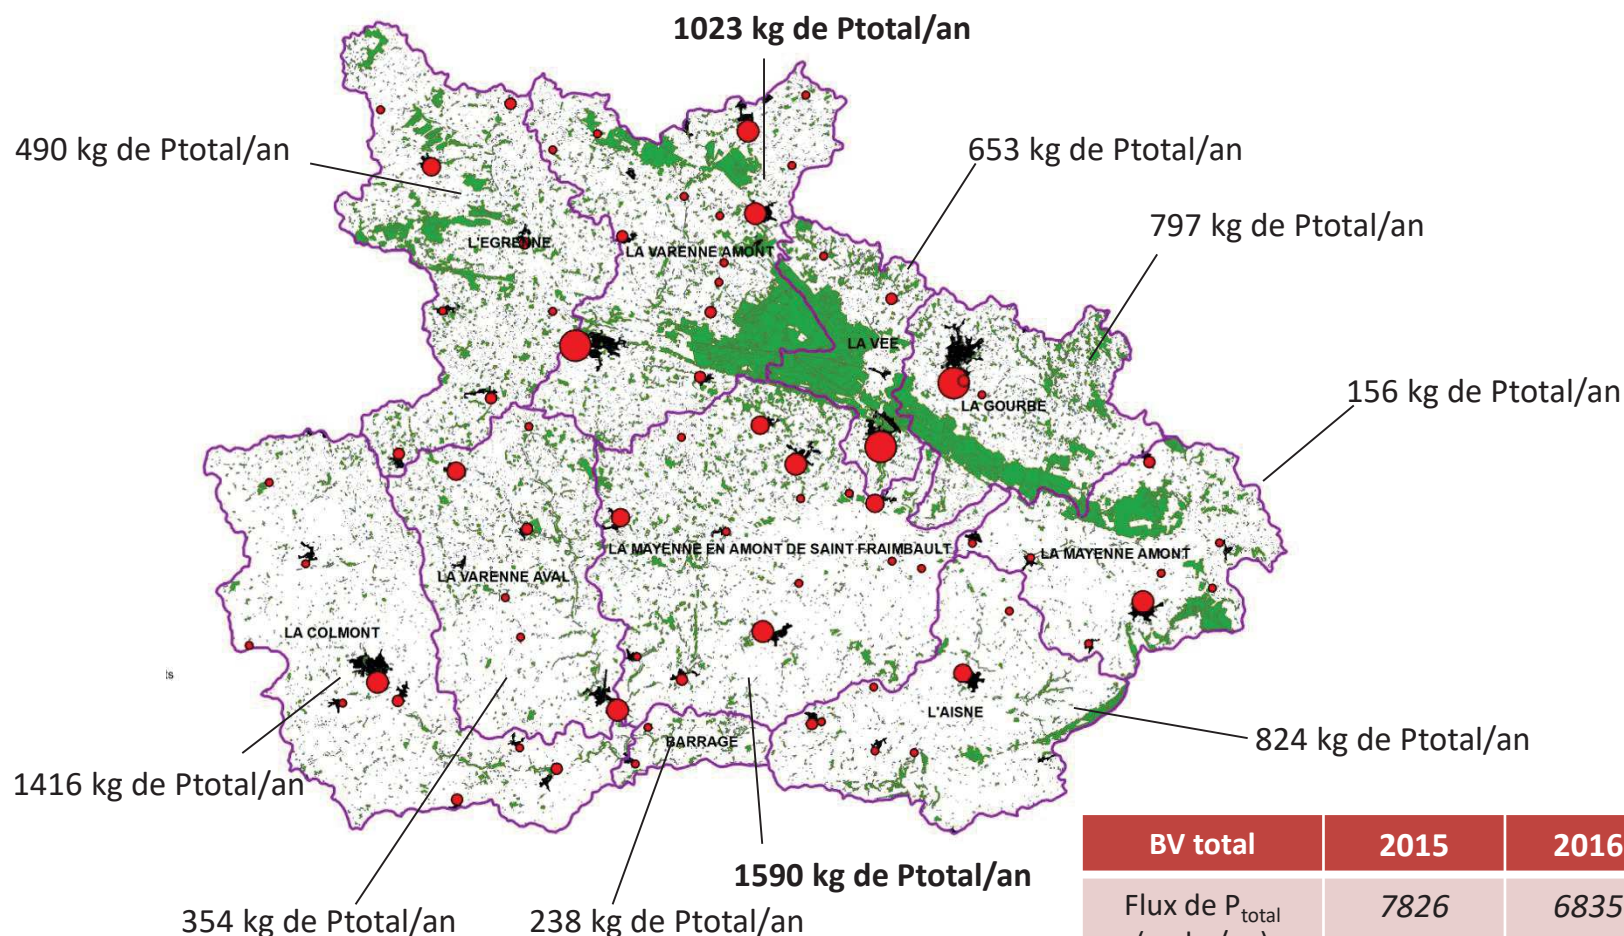 1023 kg de Ptotal/an
490 kg de Ptotal/an
653 kg de Ptotal/an
797 kg de Ptotal/an
L'EGRENNE
LA VARENNE AMONT
LA VEE
156 kg de Ptotal/an
LA GOURBE
LA MAYENNE EN AMONT DE SAINT FRAIMBAULT
LA MAYENNE AMONT
LA VARENNE AVAL
LA COLMONT
ts
L'AISNE
BARRAGE
824 kg de Ptotal/an
1416 kg de Ptotal/an
1590 kg de Ptotal/an
354 kg de Ptotal/an
238 kg de Ptotal/an
BV total 2015 2016
Flux de Ptotal 7826 6835